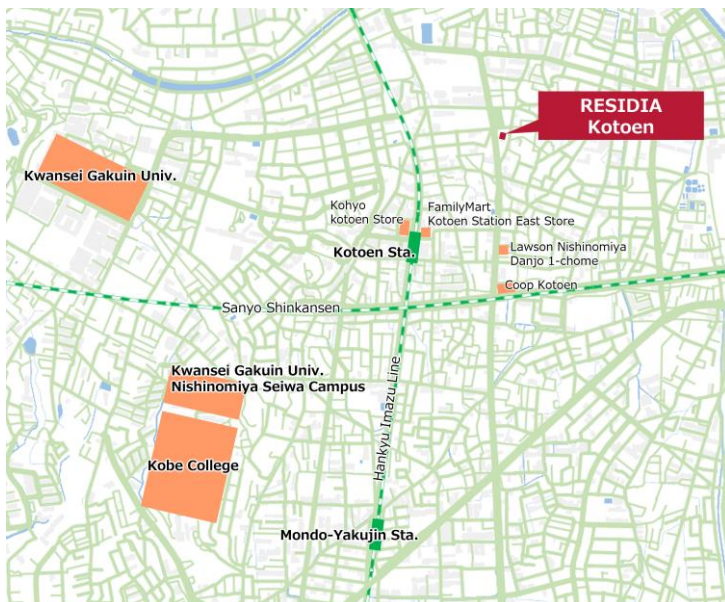 RESIDIA
Kotoen
Kwansei Gakuin Univ.
Kohyo
kotoen Store
FamilyMart
Kotoen Station East Store
Kotoen Sta.
Lawson Nishinomiya
Danjo 1-chome
Coop Kotoen
Sanyo Shinkansen
Kwansei Gakuin Univ.
Nishinomiya Seiwa Campus
Hankyu Imazu Line
Kobe College
Mondo-Yakujin Sta.